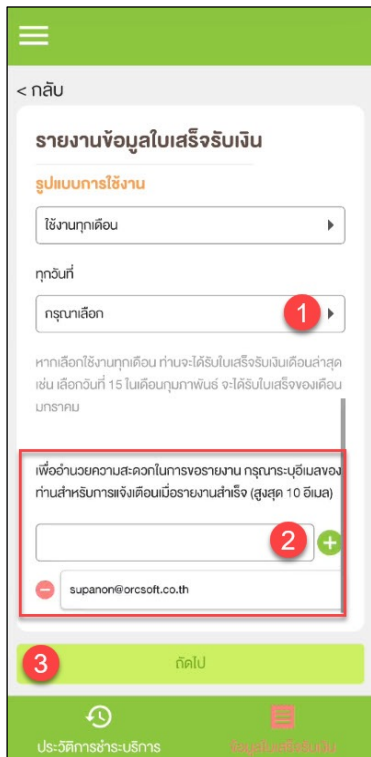 < กลับ
รายงานข้อมูลใบเสร็จรับเงิน
รูปแบบการใช้งาน
ใช้งานทุกเดือน
ทุกวันที่
กรุณาเลือก 1
หากเลือกใช้งานทุกเดือน ท่านจะได้รับใบเสร็จรับเงินเดือนล่าสุด
เช่น เลือกวันที่ 15 ในเดือนกุมภาพันธ์ จะได้รับใบเสร็จของเดือน
มกราคม
เพื่ออำนวยความสะดวกในการขอรายงาน กรุณาระบุอีเมลของ
ท่านสำหรับการแจ้งเตือนเมื่อรายงานสำเร็จ (สูงสุด 10 อีเมล)
2
supanon@orcsoft.co.th
3 ถัดไป
ประวัติการชำระบริการ ข้อมูลใบเสร็จรับเงิน